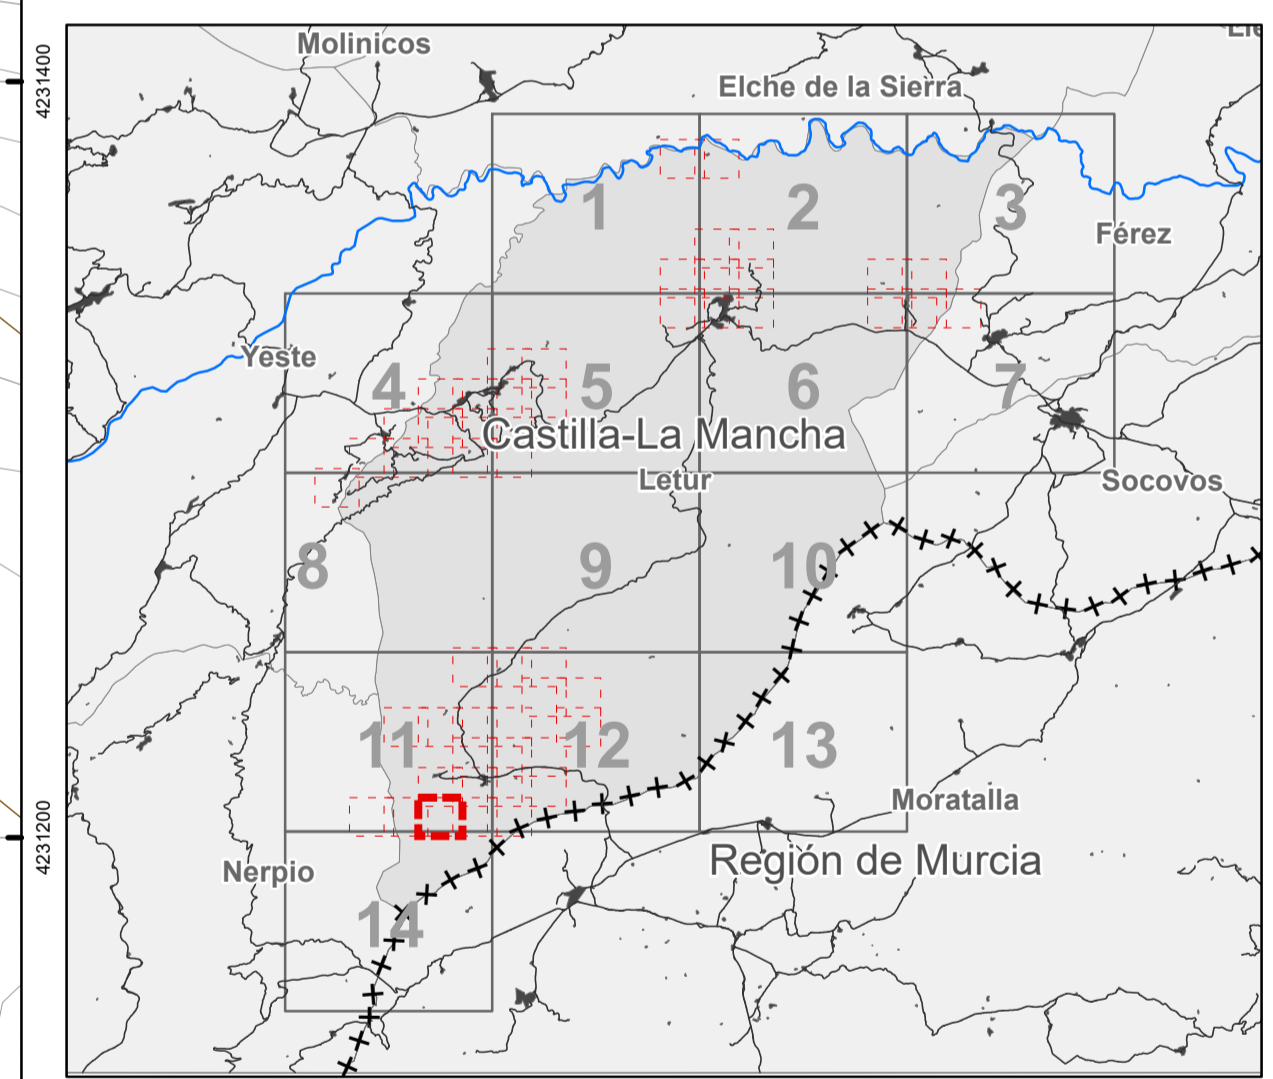 Molinicos
4231400
Elche de la Sierra
1
2
3
Férez
Yeste
4
5
6
7
Castilla-La Mancha
Letur
Socovos
8
9
10
11
12
13
Moratalla
4231200
Nerpio
Región de Murcia
14